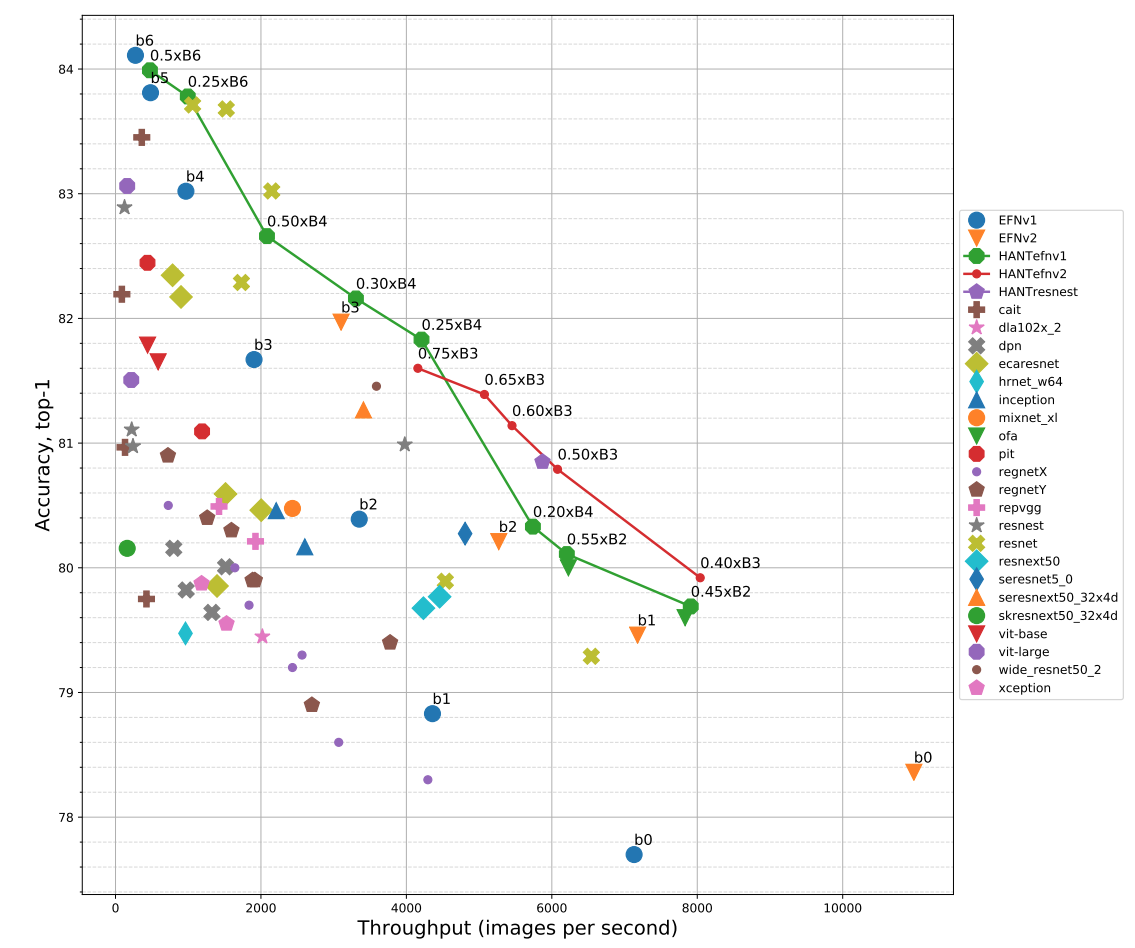 b6
0.5xB6
b5
0.25xB6
b4
0.50xB4
0.30xB4
b3
0.25xB4
b3
0.75xB3
0.65xB3
0.60xB3
0.50xB3
b2
0.20xB4
b2
0.55xB2
0.40xB3
0.45xB2
b1
b1
b0
b0
84
83
82
81
80
79
78
Accuracy, top-1
0
2000
4000
6000
8000
10000
Throughput (images per second)
EFNv1
EFNv2
HANTefnv1
HANTefnv2
HANTresnest
cait
dla102x_2
dpn
ecaresnet
hrnet_w64
inception
mixnet_xl
ofa
pit
regnetX
regnetY
repvgg
resnest
resnet
resnext50
seresnet5_0
seresnext50_32x4d
skresnext50_32x4d
vit-base
vit-large
wide_resnet50_2
xception